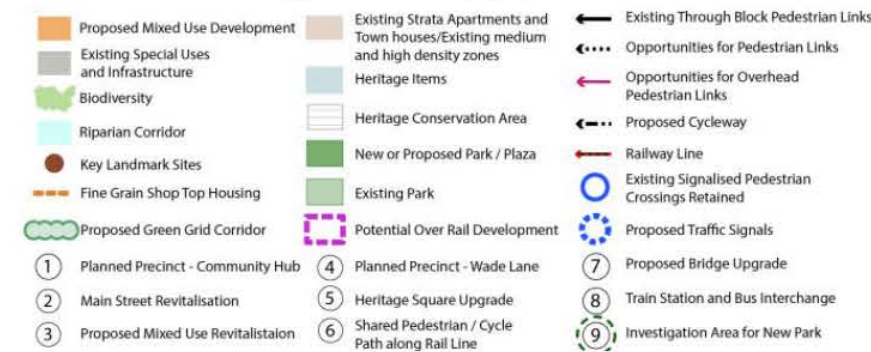 Proposed Mixed Use Development
Existing Special Uses
and Infrastructure
Biodiversity
Riparian Corridor
Key Landmark Sites
Fine Grain Shop Top Housing
Proposed Green Grid Corridor
1 Planned Precinct - Community Hub
2 Main Street Revitalisation
3 Proposed Mixed Use Revitalistaion
Existing Strata Apartments and
Town houses/Existing medium
and high density zones
Heritage Items
Heritage Conservation Area
New or Proposed Park / Plaza
Existing Park
Potential Over Rail Development
4 Planned Precinct - Wade Lane
5 Heritage Square Upgrade
6 Shared Pedestrian / Cycle
Path along Rail Line
Existing Through Block Pedestrian Links
Opportunities for Pedestrian Links
Opportunities for Overhead
Pedestrian Links
Proposed Cycleway
Railway Line
Existing Signalised Pedestrian
Crossings Retained
Proposed Traffic Signals
7 Proposed Bridge Upgrade
8 Train Station and Bus Interchange
9 Investigation Area for New Park